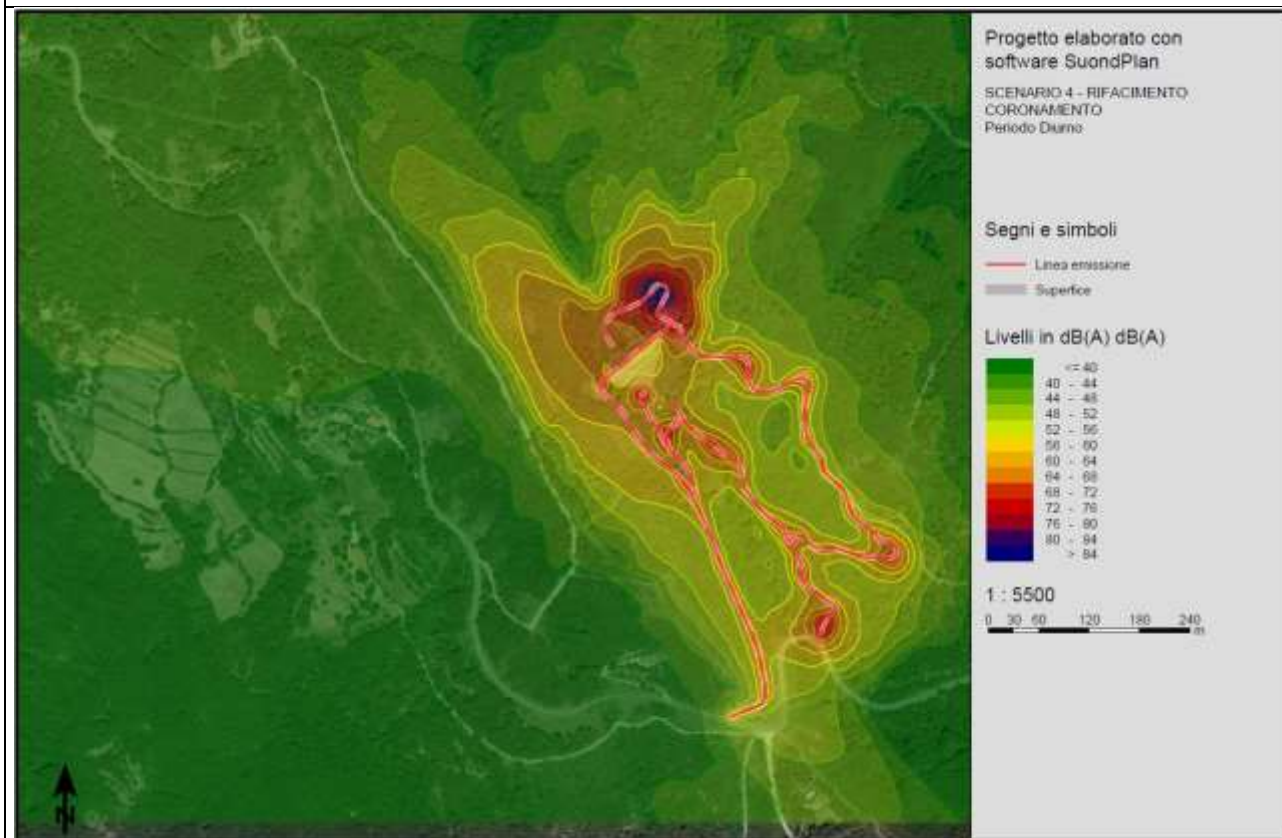 Progetto elaborato con
software SuondPlan
SCENARIO 4 - RIFACIMENTO
CORONAMENTO
Periodo Diurno
Segni e simboli
Linea emissione
Superfice
Livelli in dB(A) dB(A)
<= 40
40 - 44
44 - 48
48 - 52
52 - 56
56 - 60
60 - 64
64 - 68
68 - 72
72 - 76
76 - 80
80 - 84
> 84
1 : 5500
0 30 60 120 180 240
m
N